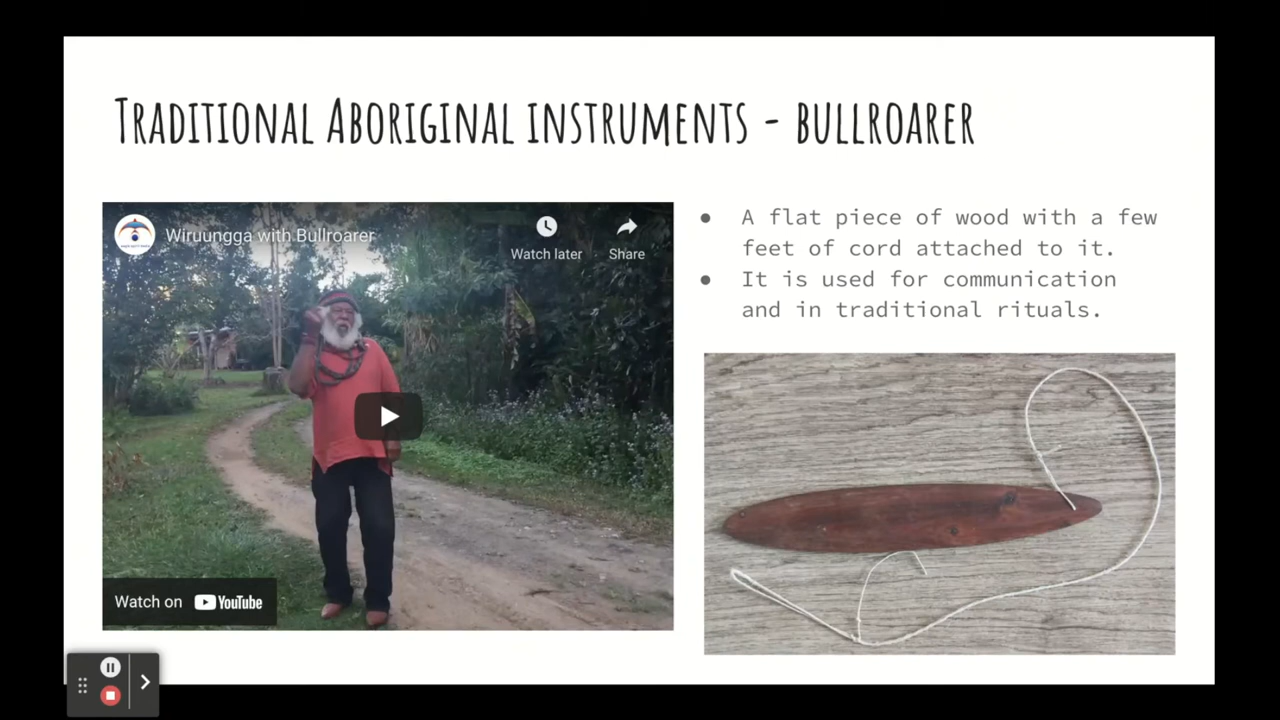 Traditional Aboriginal instruments - bullroarer
Wiruungga with Bullroarer
Watch later
Share
Watch on YouTube
● A flat piece of wood with a few
feet of cord attached to it.
● It is used for communication
and in traditional rituals.